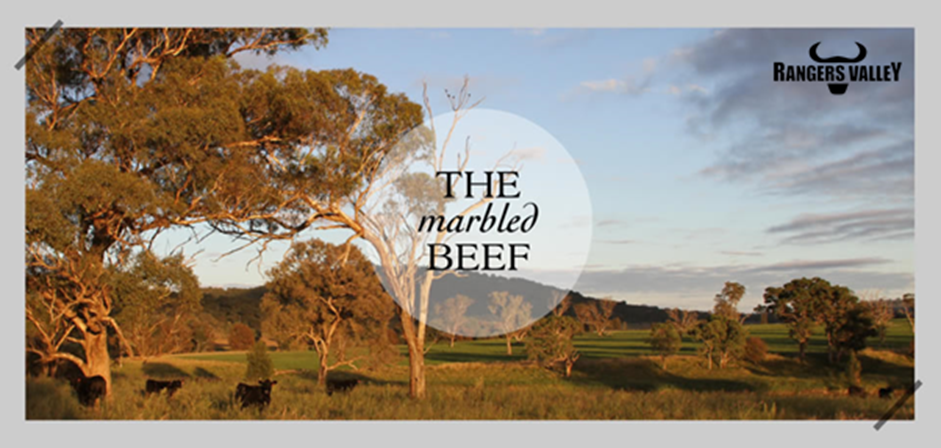 RANGERS VALLEY
THE
marbled
BEEF